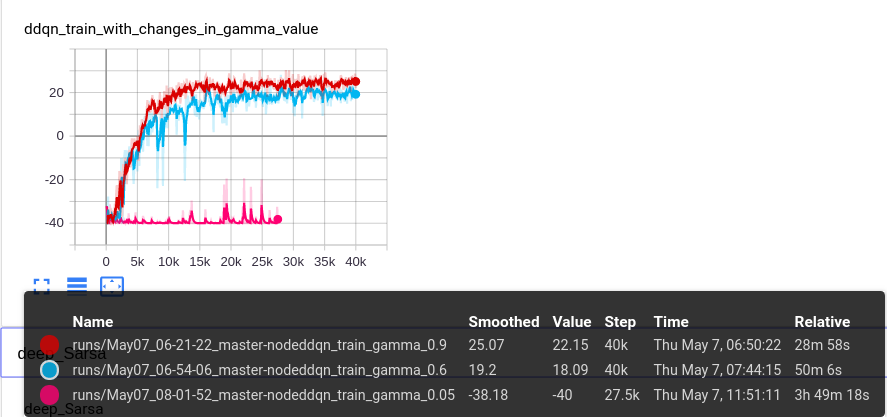 ddqn_train_with_changes_in_gamma_value
20
0
-20
-40
0 5k 10k 15k 20k 25k 30k 35k 40k
Name Smoothed Value Step Time Relative
runs/May07_06-21-22_master-nodeddqn_train_gamma_0.9 25.07 22.15 40k Thu May 7, 06:50:22 28m 58s
deep_Sarsa
runs/May07_06-54-06_master-nodeddqn_train_gamma_0.6 19.2 18.09 40k Thu May 7, 07:44:15 50m 6s
runs/May07_08-01-52_master-nodeddqn_train_gamma_0.05 -38.18 -40 27.5k Thu May 7, 11:51:11 3h 49m 18s
deep_Sarsa